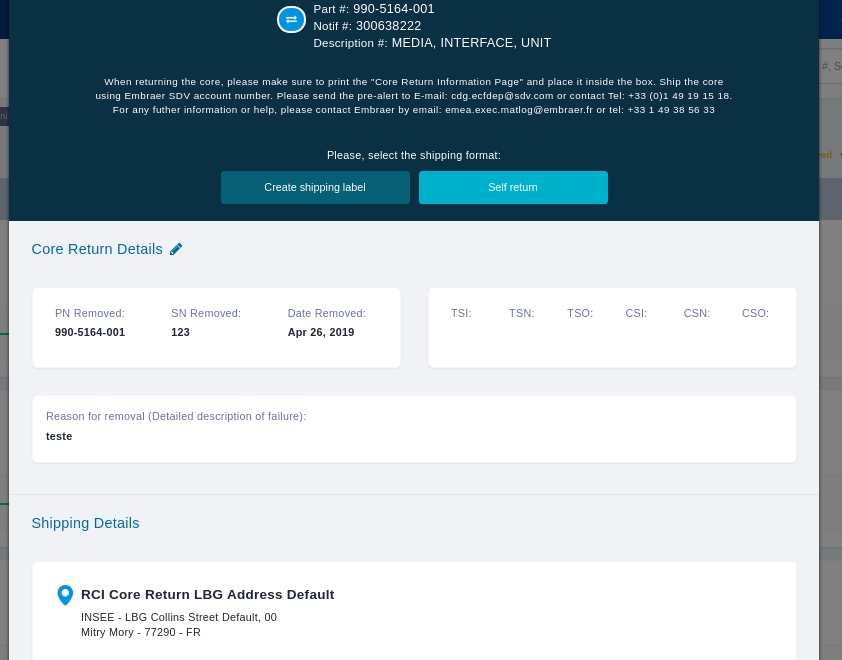 Part #: 990-5164-001
Notif #: 300638222
Description #: MEDIA, INTERFACE, UNIT
When returning the core, please make sure to print the "Core Return Information Page" and place it inside the box. Ship the core
using Embraer SDV account number. Please send the pre-alert to E-mail: cdg.ecfdep@sdv.com or contact Tel: +33 (0)1 49 19 15 18.
For any futher information or help, please contact Embraer by email: emea.exec.matlog@embraer.fr or tel: +33 1 49 38 56 33
Please, select the shipping format:
Create shipping label Self return
Core Return Details
PN Removed: SN Removed: Date Removed: TSI: TSN: TSO: CSI: CSN: CSO:
990-5164-001 123 Apr 26, 2019
Reason for removal (Detailed description of failure):
teste
Shipping Details
RCI Core Return LBG Address Default
INSEE - LBG Collins Street Default, 00
Mitry Mory - 77290 - FR